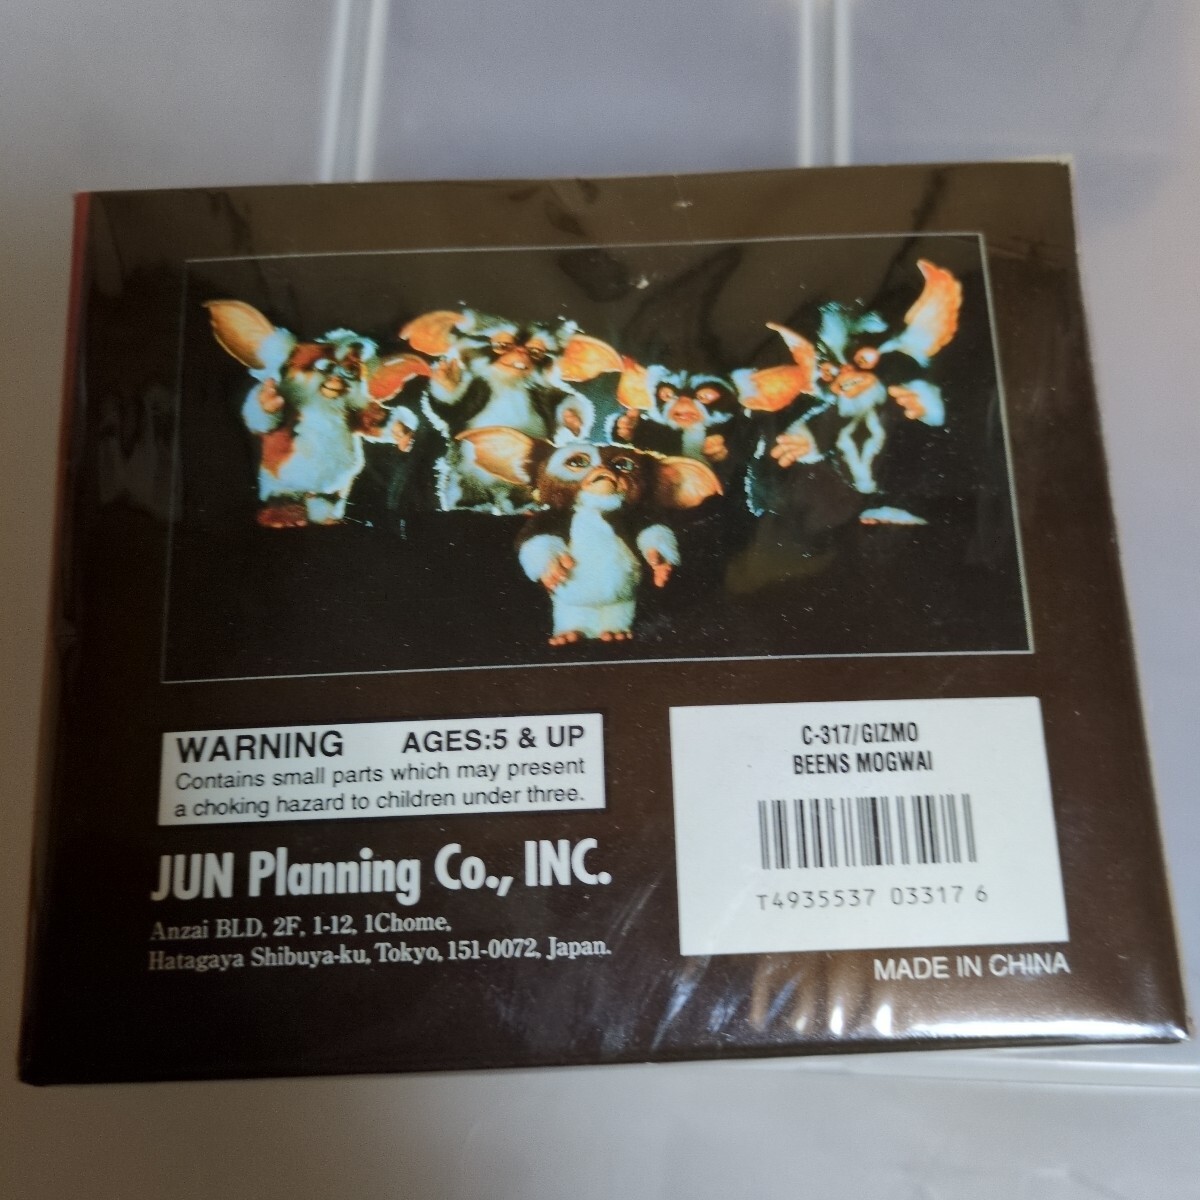 WARNING AGES:5 & UP
Contains small parts which may present
a choking hazard to children under three.
JUN Planning Co., INC.
Anzai BLD, 2F, 1-12, 1Chome,
Hatagaya Shibuya-ku, Tokyo, 151-0072, Japan.
C-317/GIZMO
BEENS MOGWAI
T4935537 03317 6
MADE IN CHINA